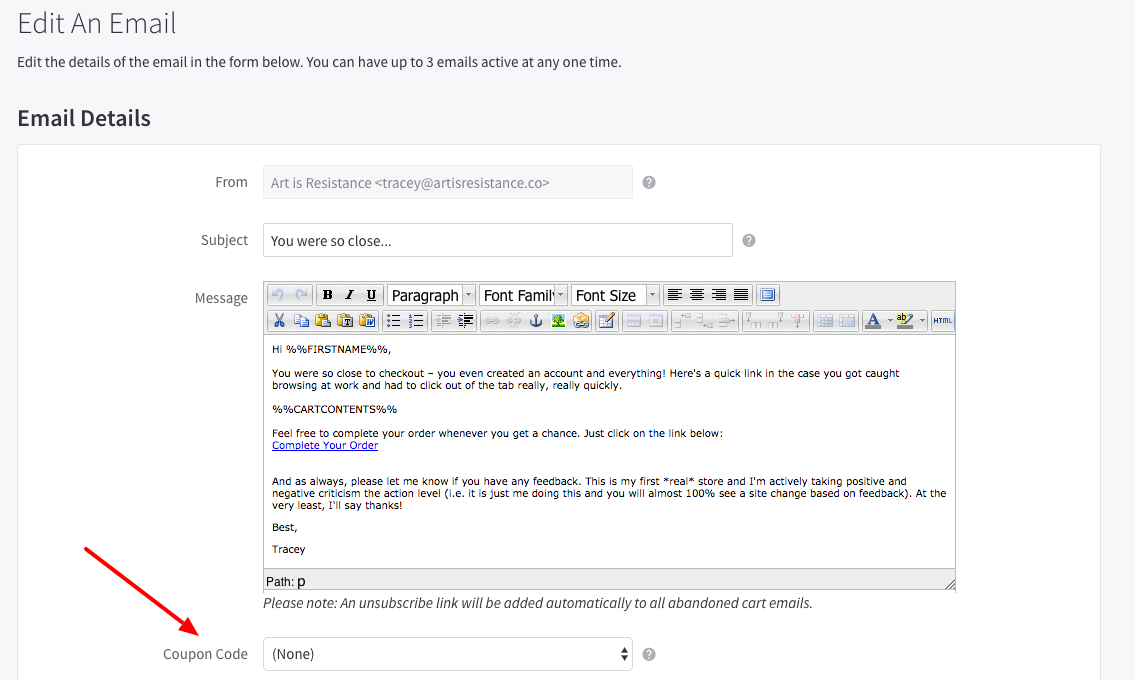 Edit An Email
Edit the details of the email in the form below. You can have up to 3 emails active at any one time.
Email Details
From
Art is Resistance <tracey@artisresistance.co>
?
Subject
You were so close...
?
Message
B I U Paragraph Font Famil Font Size
T W A ab HTML
Hi %%FIRSTNAME%%,
You were so close to checkout – you even created an account and everything! Here's a quick link in the case you got caught
browsing at work and had to click out of the tab really, really quickly.
%%CARTCONTENTS%%
Feel free to complete your order whenever you get a chance. Just click on the link below:
Complete Your Order
And as always, please let me know if you have any feedback. This is my first *real* store and I'm actively taking positive and
negative criticism the action level (i.e. it is just me doing this and you will almost 100% see a site change based on feedback). At the
very least, I'll say thanks!
Best,
Tracey
Path: p
Please note: An unsubscribe link will be added automatically to all abandoned cart emails.
Coupon Code
(None)
?